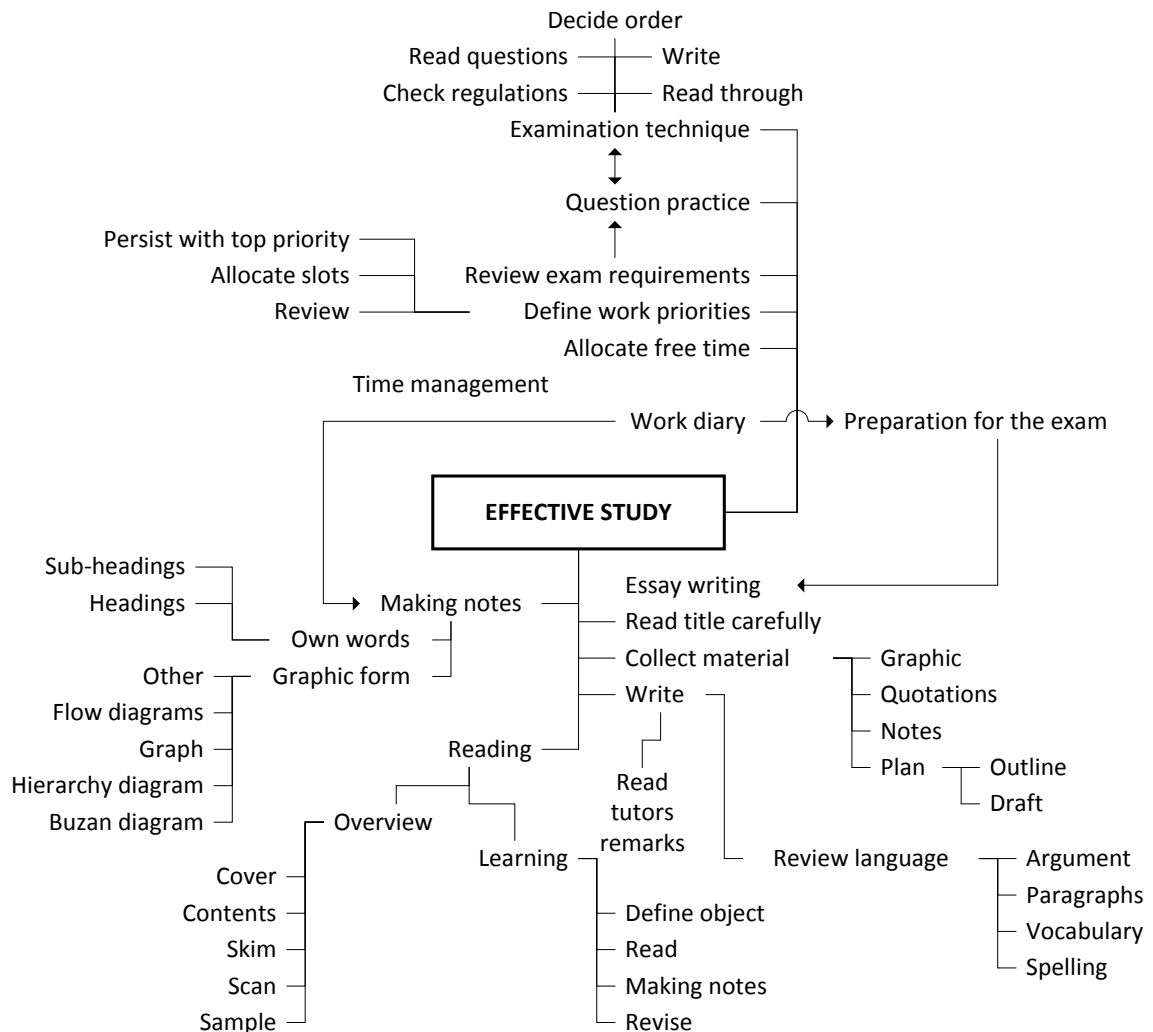 Decide order
Read questions
Write
Check regulations
Read through
Examination technique
Question practice
Persist with top priority
Allocate slots
Review exam requirements
Review
Define work priorities
Allocate free time
Time management
Work diary
Preparation for the exam
EFFECTIVE STUDY
Sub-headings
Essay writing
Headings
Making notes
Read title carefully
Own words
Collect material
Graphic
Other
Graphic form
Write
Quotations
Flow diagrams
Notes
Graph
Reading
Plan
Outline
Hierarchy diagram
Read
tutors
remarks
Draft
Buzan diagram
Overview
Learning
Review language
Argument
Cover
Paragraphs
Contents
Define object
Vocabulary
Skim
Read
Spelling
Scan
Making notes
Sample
Revise